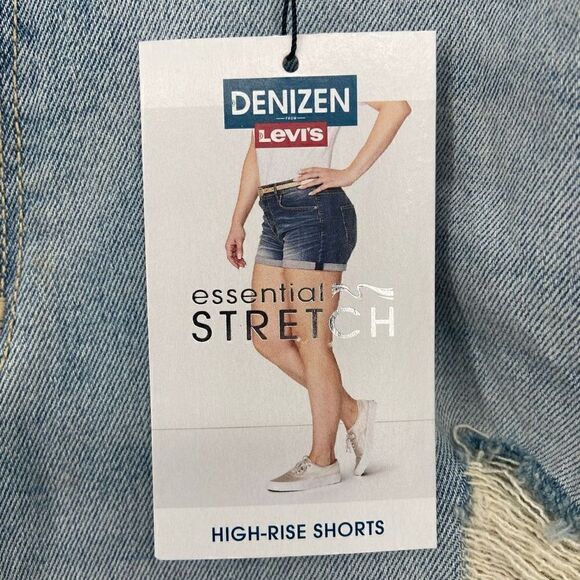 DENIZEN
FROM
Levi's
essential
STRETCH
HIGH-RISE SHORTS